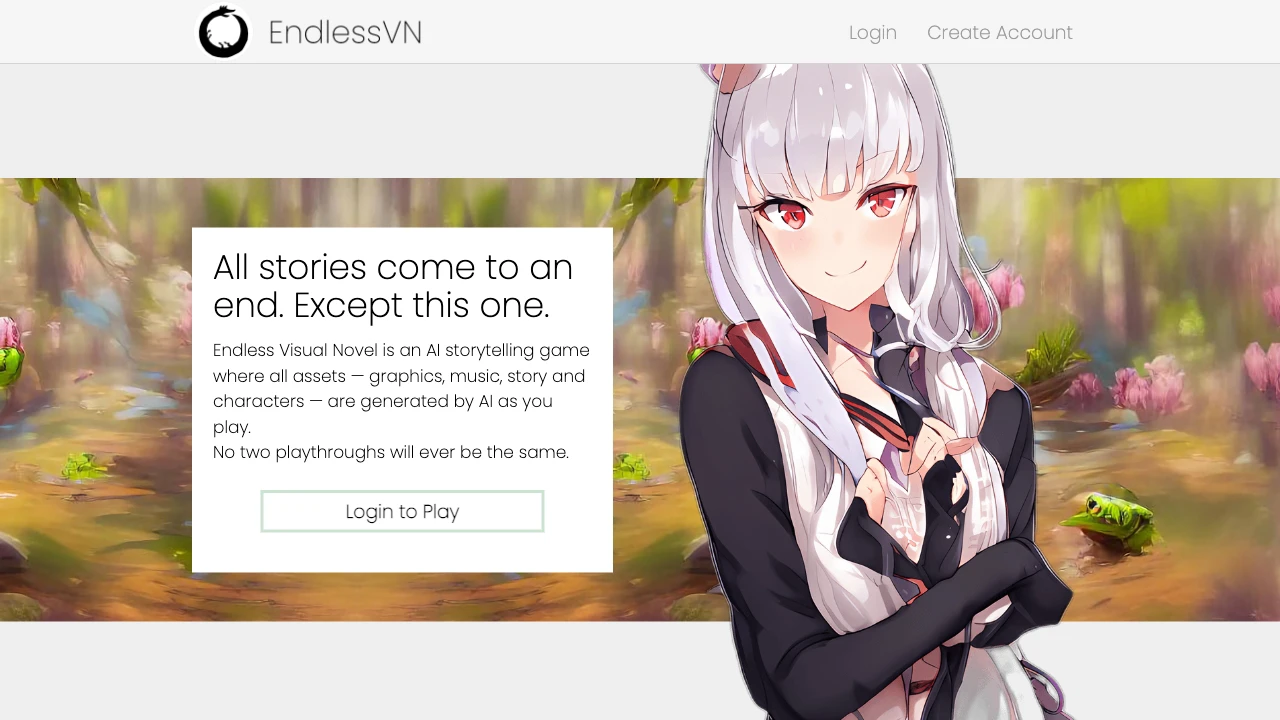 EndlessVN
Login
Create Account
All stories come to an
end. Except this one.
Endless Visual Novel is an AI storytelling game
where all assets — graphics, music, story and
characters — are generated by AI as you
play.
No two playthroughs will ever be the same.
Login to Play